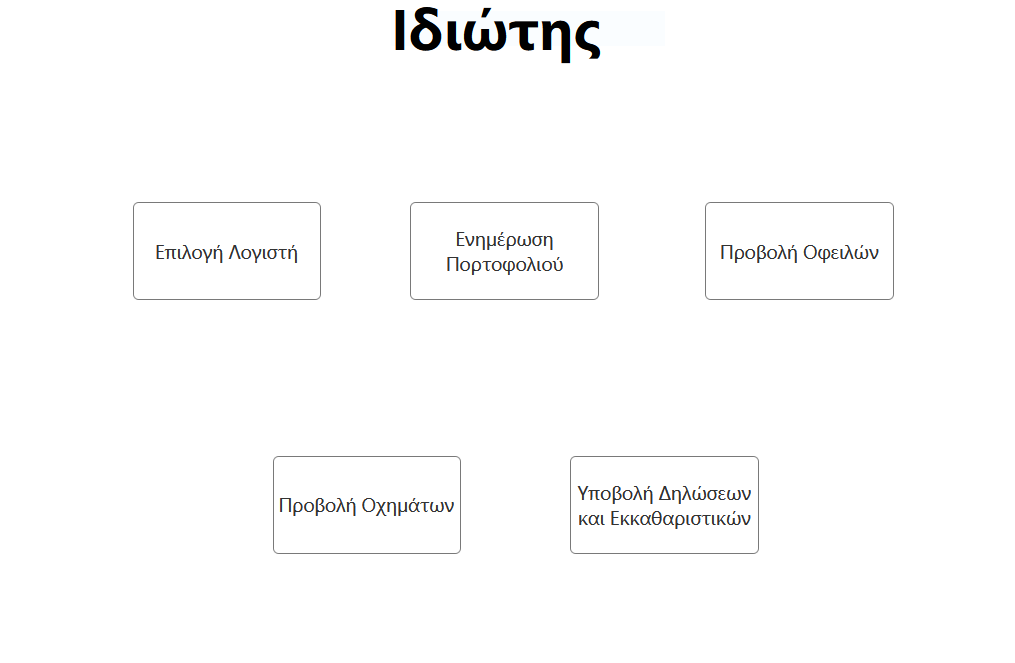 Ιδιώτης
Επιλογή Λογιστή
Ενημέρωση
Πορτοφολιού
Προβολή Οφειλών
Προβολή Οχημάτων
Υποβολή Δηλώσεων
και Εκκαθαριστικών